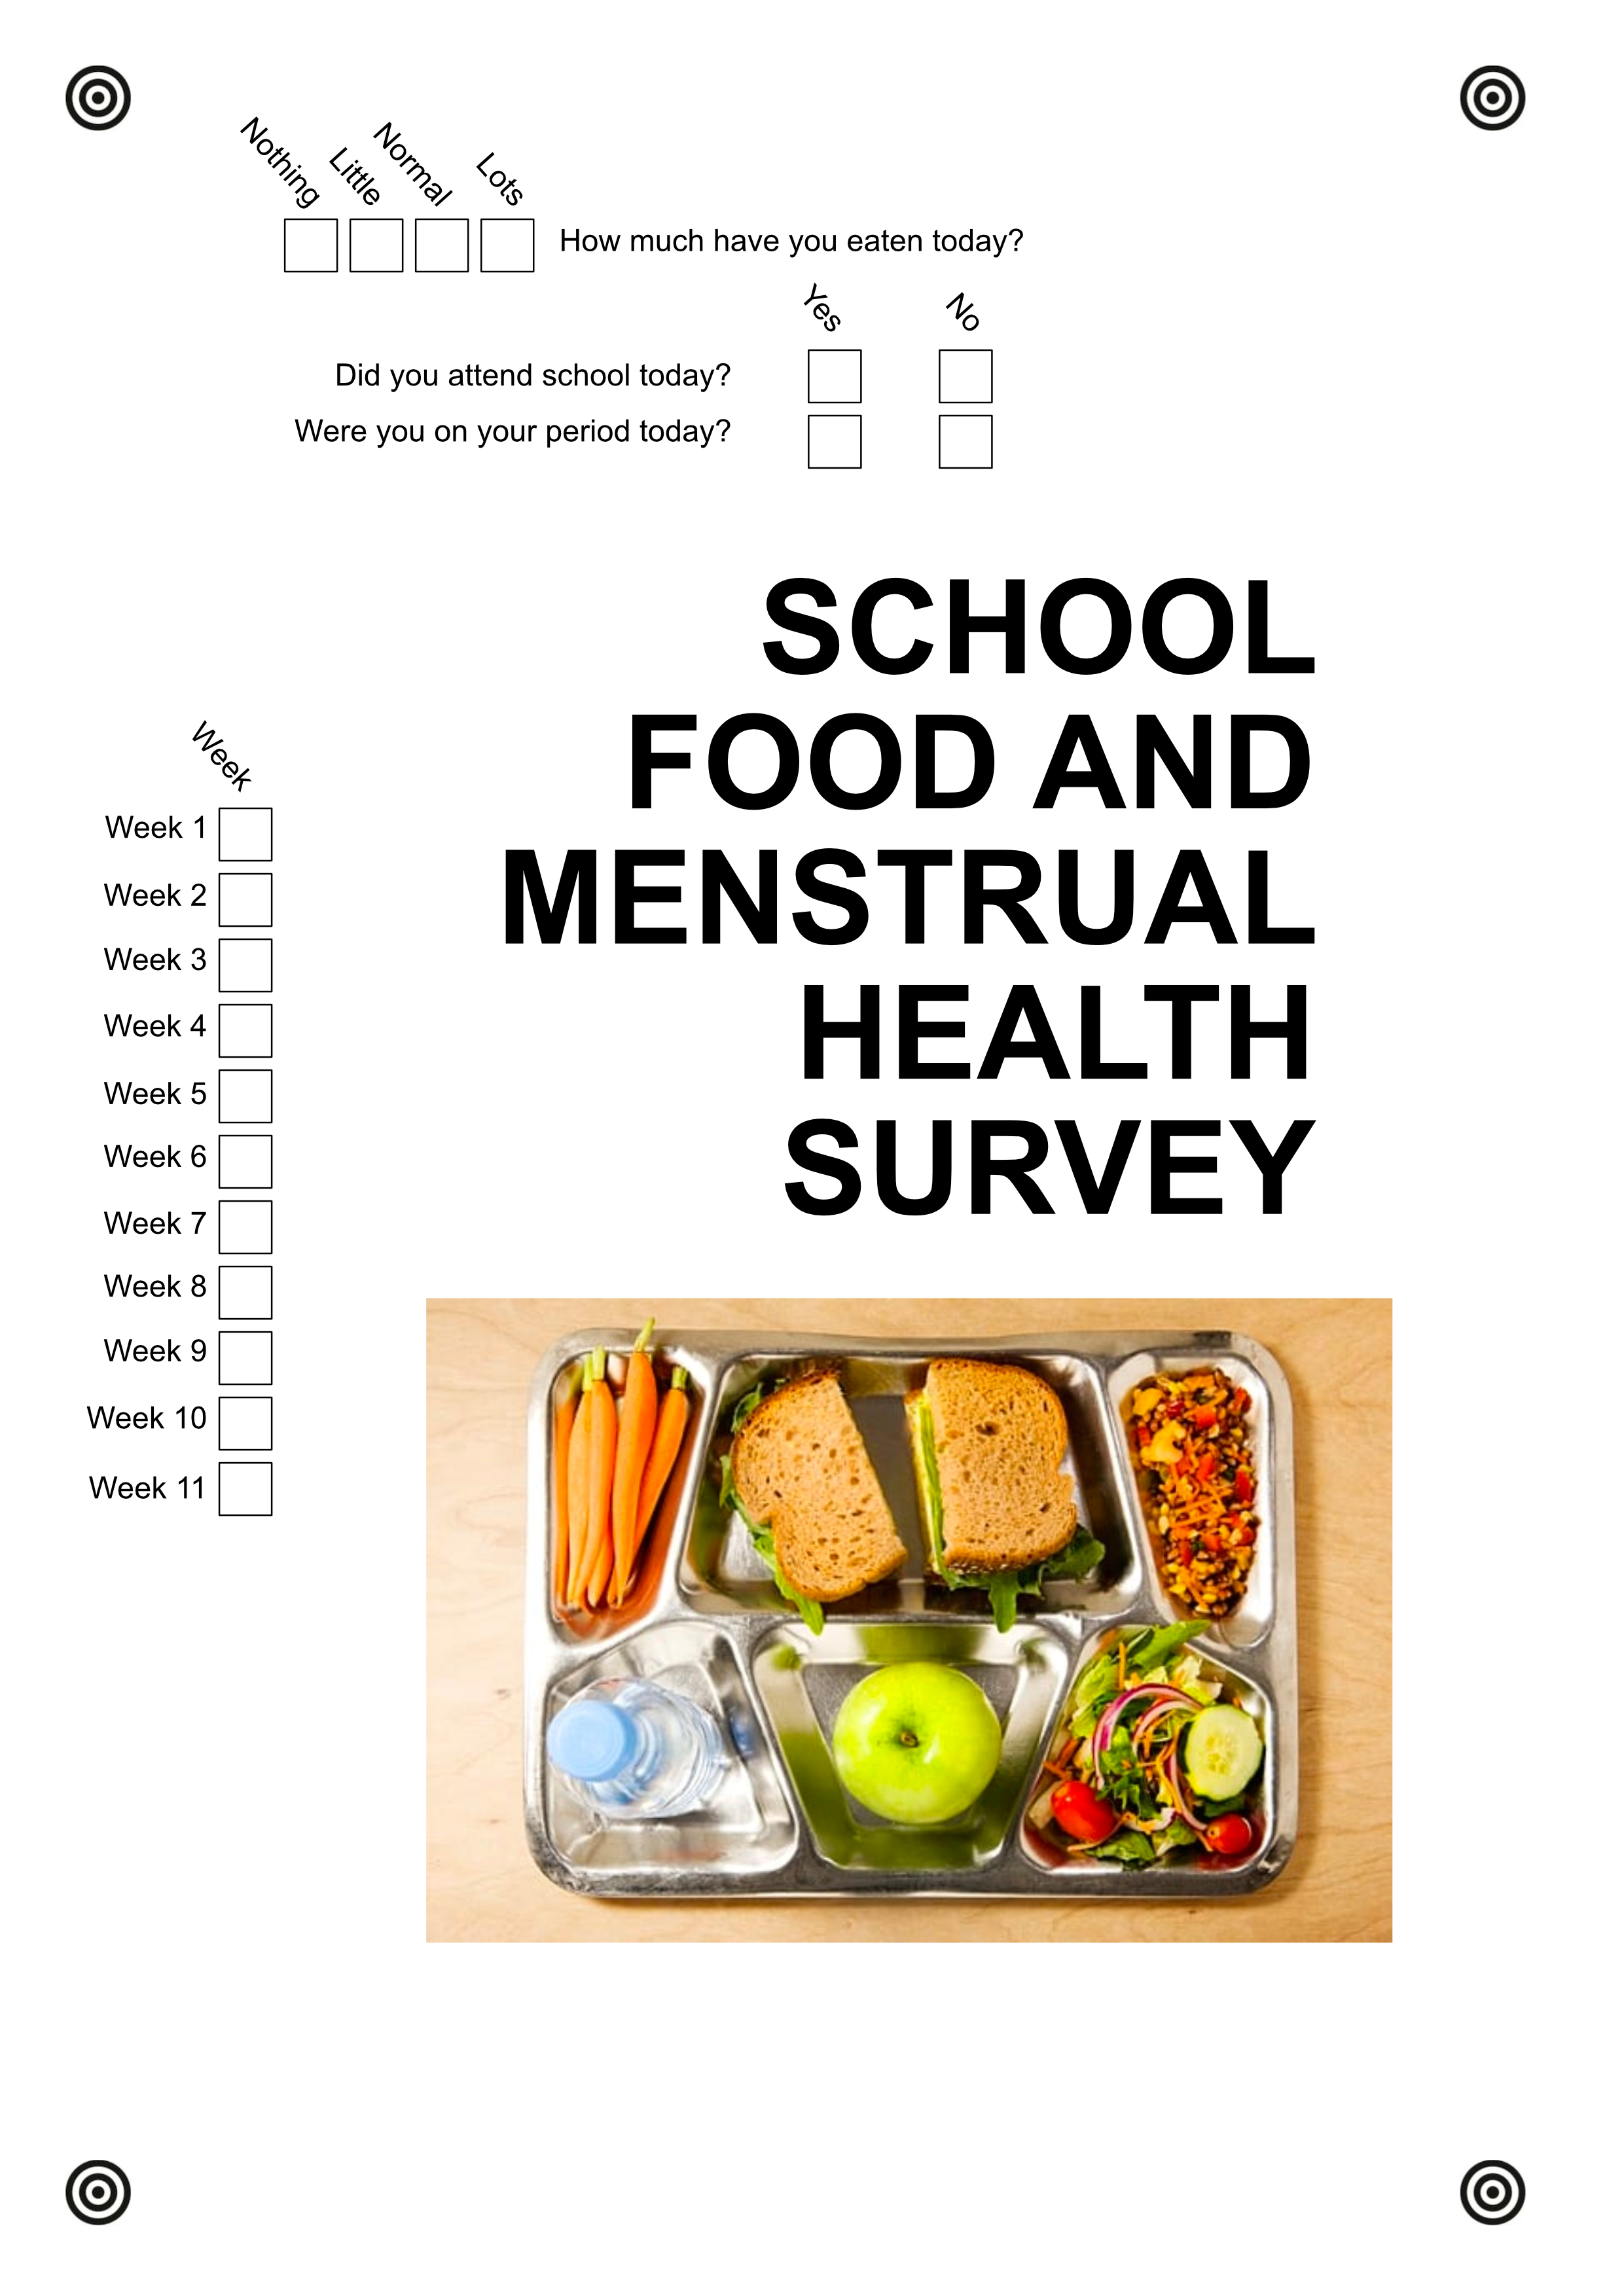 Nothing
Little
Normal
Lots
How much have you eaten today?
Yes
No
Did you attend school today?
Were you on your period today?
SCHOOL
FOOD AND
MENSTRUAL
HEALTH
SURVEY
Week
Week 1
Week 2
Week 3
Week 4
Week 5
Week 6
Week 7
Week 8
Week 9
Week 10
Week 11